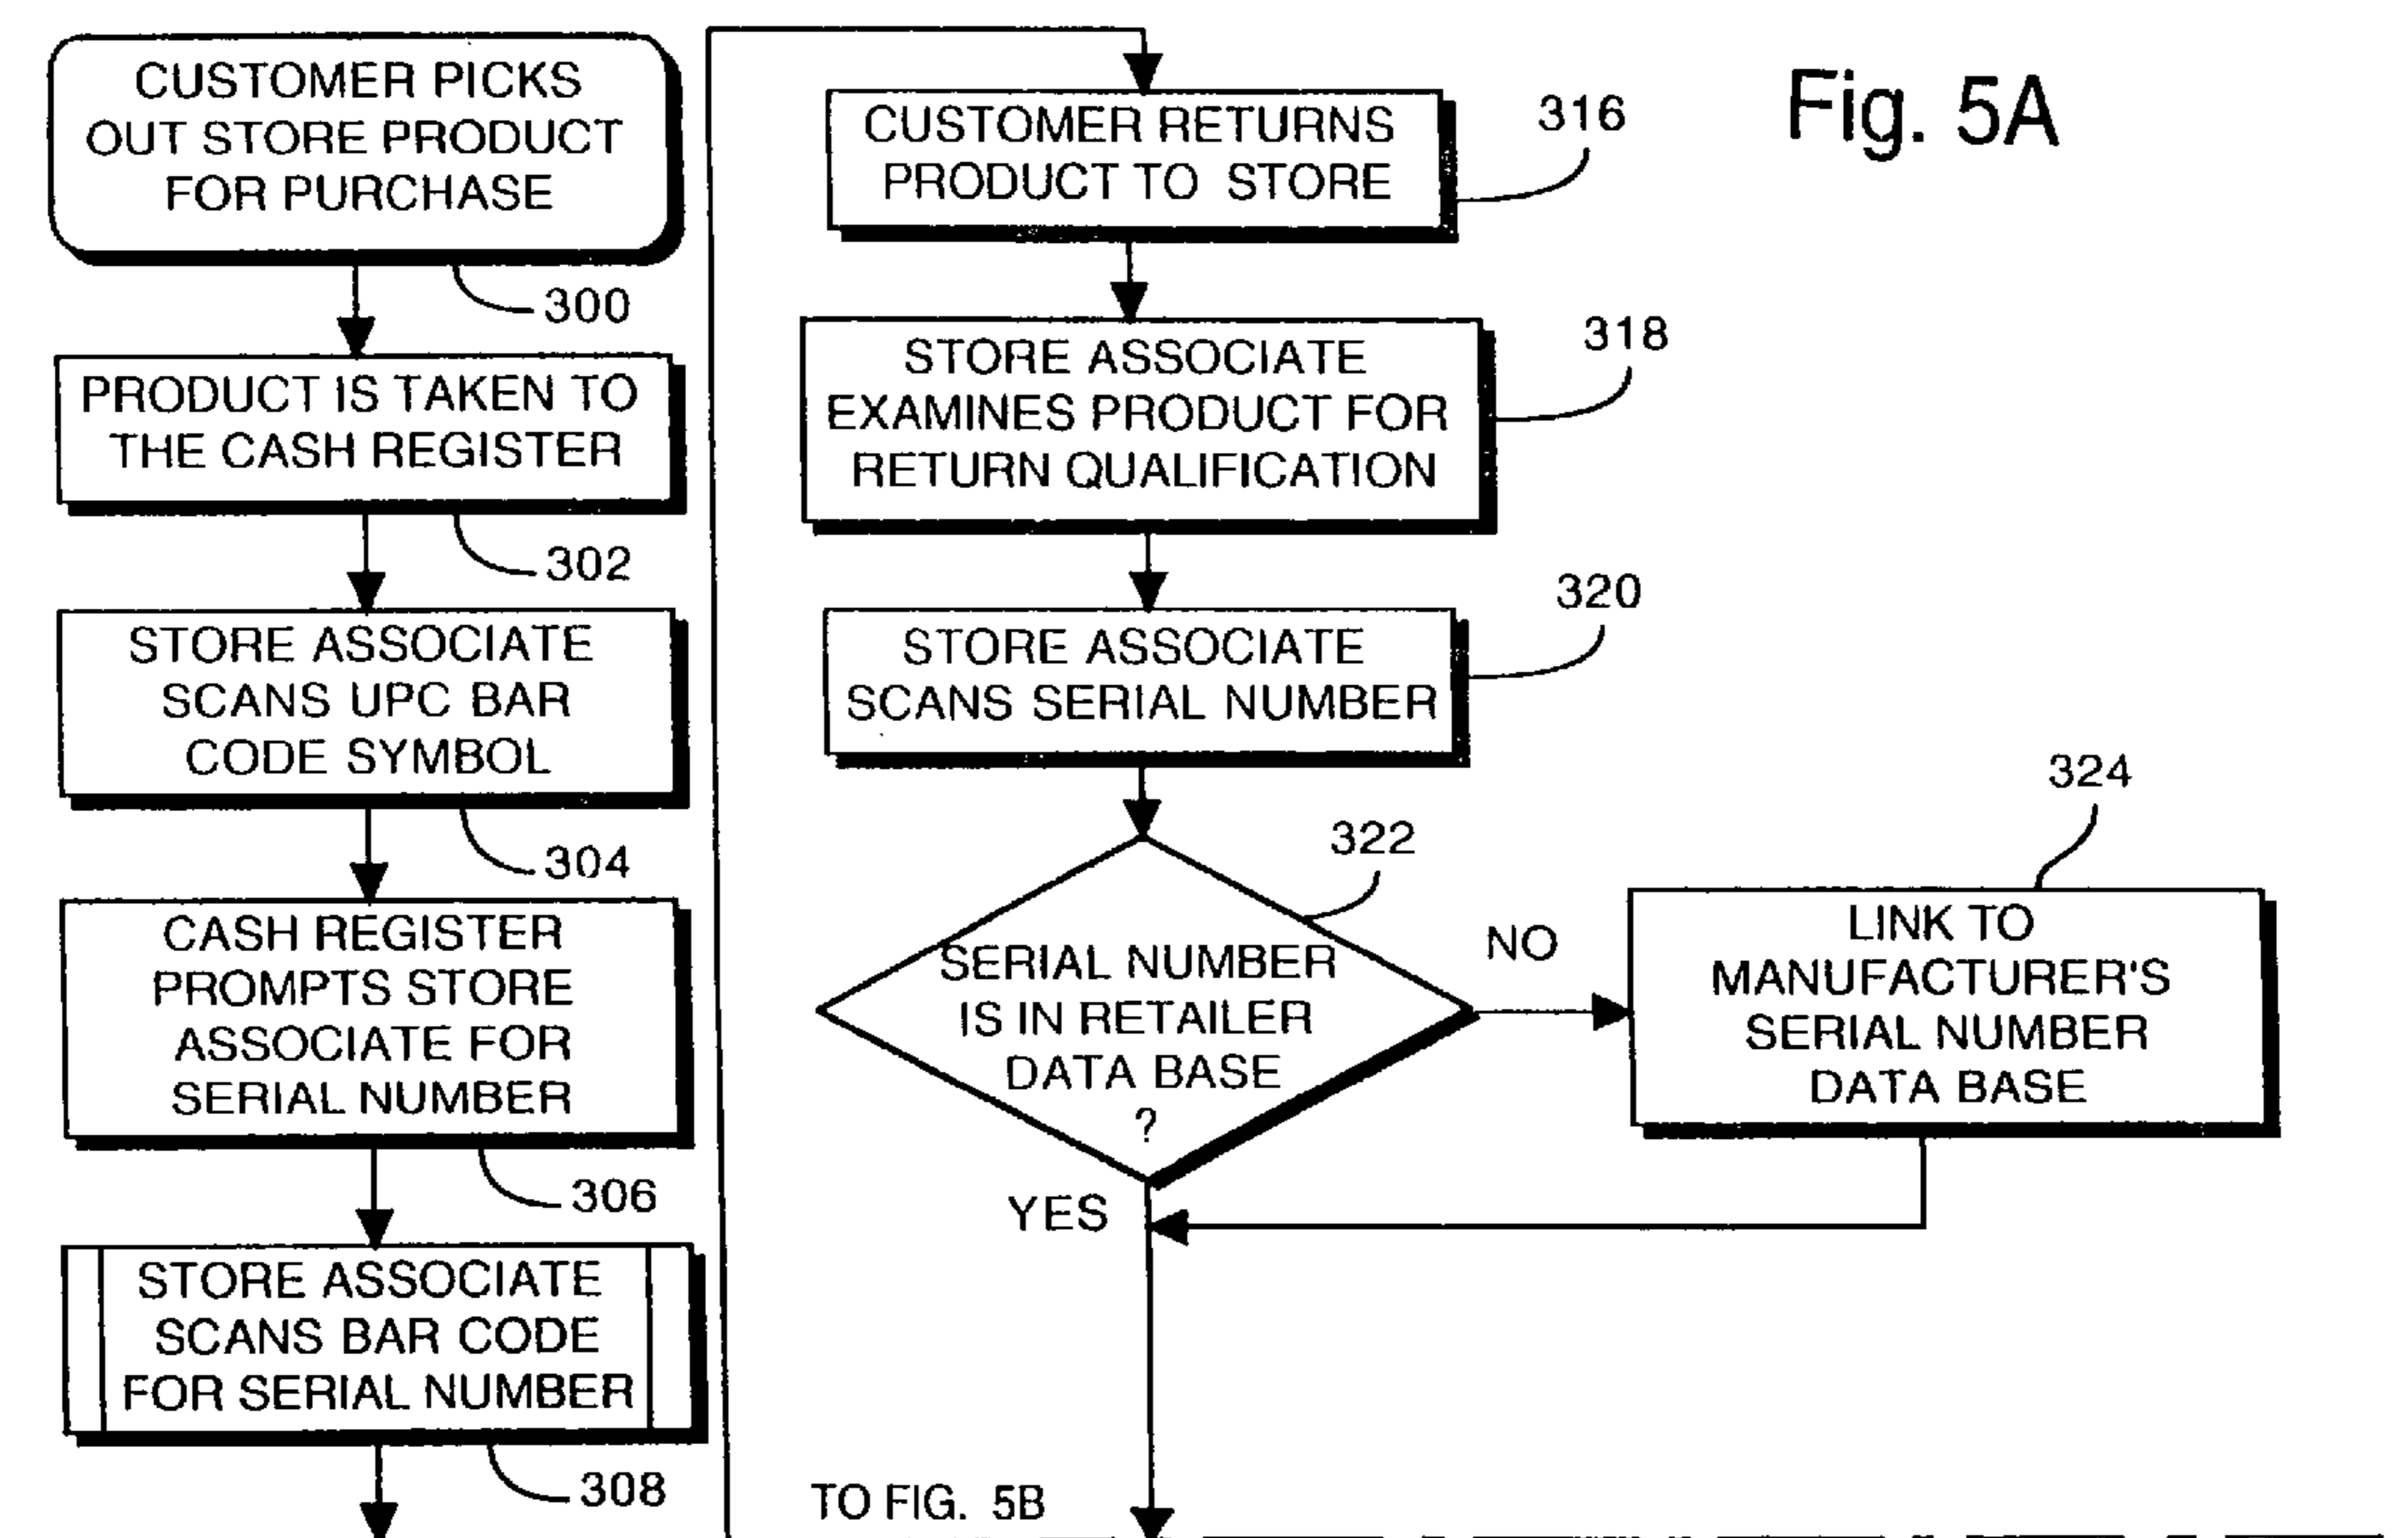 CUSTOMER PICKS
OUT STORE PRODUCT
FOR PURCHASE
300
PRODUCT IS TAKEN TO
THE CASH REGISTER
302
STORE ASSOCIATE
SCANS UPC BAR
CODE SYMBOL
304
CASH REGISTER
PROMPTS STORE
ASSOCIATE FOR
SERIAL NUMBER
306
STORE ASSOCIATE
SCANS BAR CODE
FOR SERIAL NUMBER
308
Fig. 5A
CUSTOMER RETURNS
PRODUCT TO STORE
316
STORE ASSOCIATE
EXAMINES PRODUCT FOR
RETURN QUALIFICATION
318
STORE ASSOCIATE
SCANS SERIAL NUMBER
320
SERIAL NUMBER
IS IN RETAILER
DATA BASE
?
322
NO
YES
LINK TO
MANUFACTURER'S
SERIAL NUMBER
DATA BASE
324
TO FIG. 5B